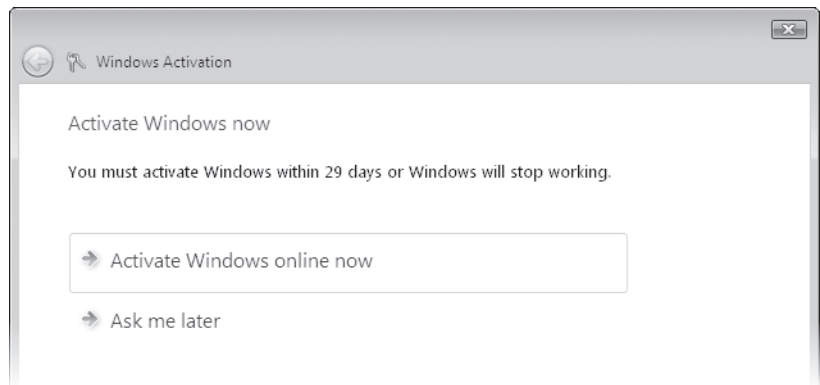 Windows Activation
Activate Windows now
You must activate Windows within 29 days or Windows will stop working.
Activate Windows online now
Ask me later